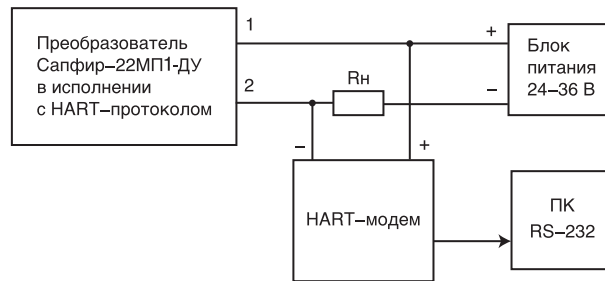 Преобразователь
Сапфир–22МП1-ДУ
в исполнении
с HART–протоколом
1
2
Rн
+
–
Блок
питания
24–36 В
–
+
HART–модем
ПК
RS–232